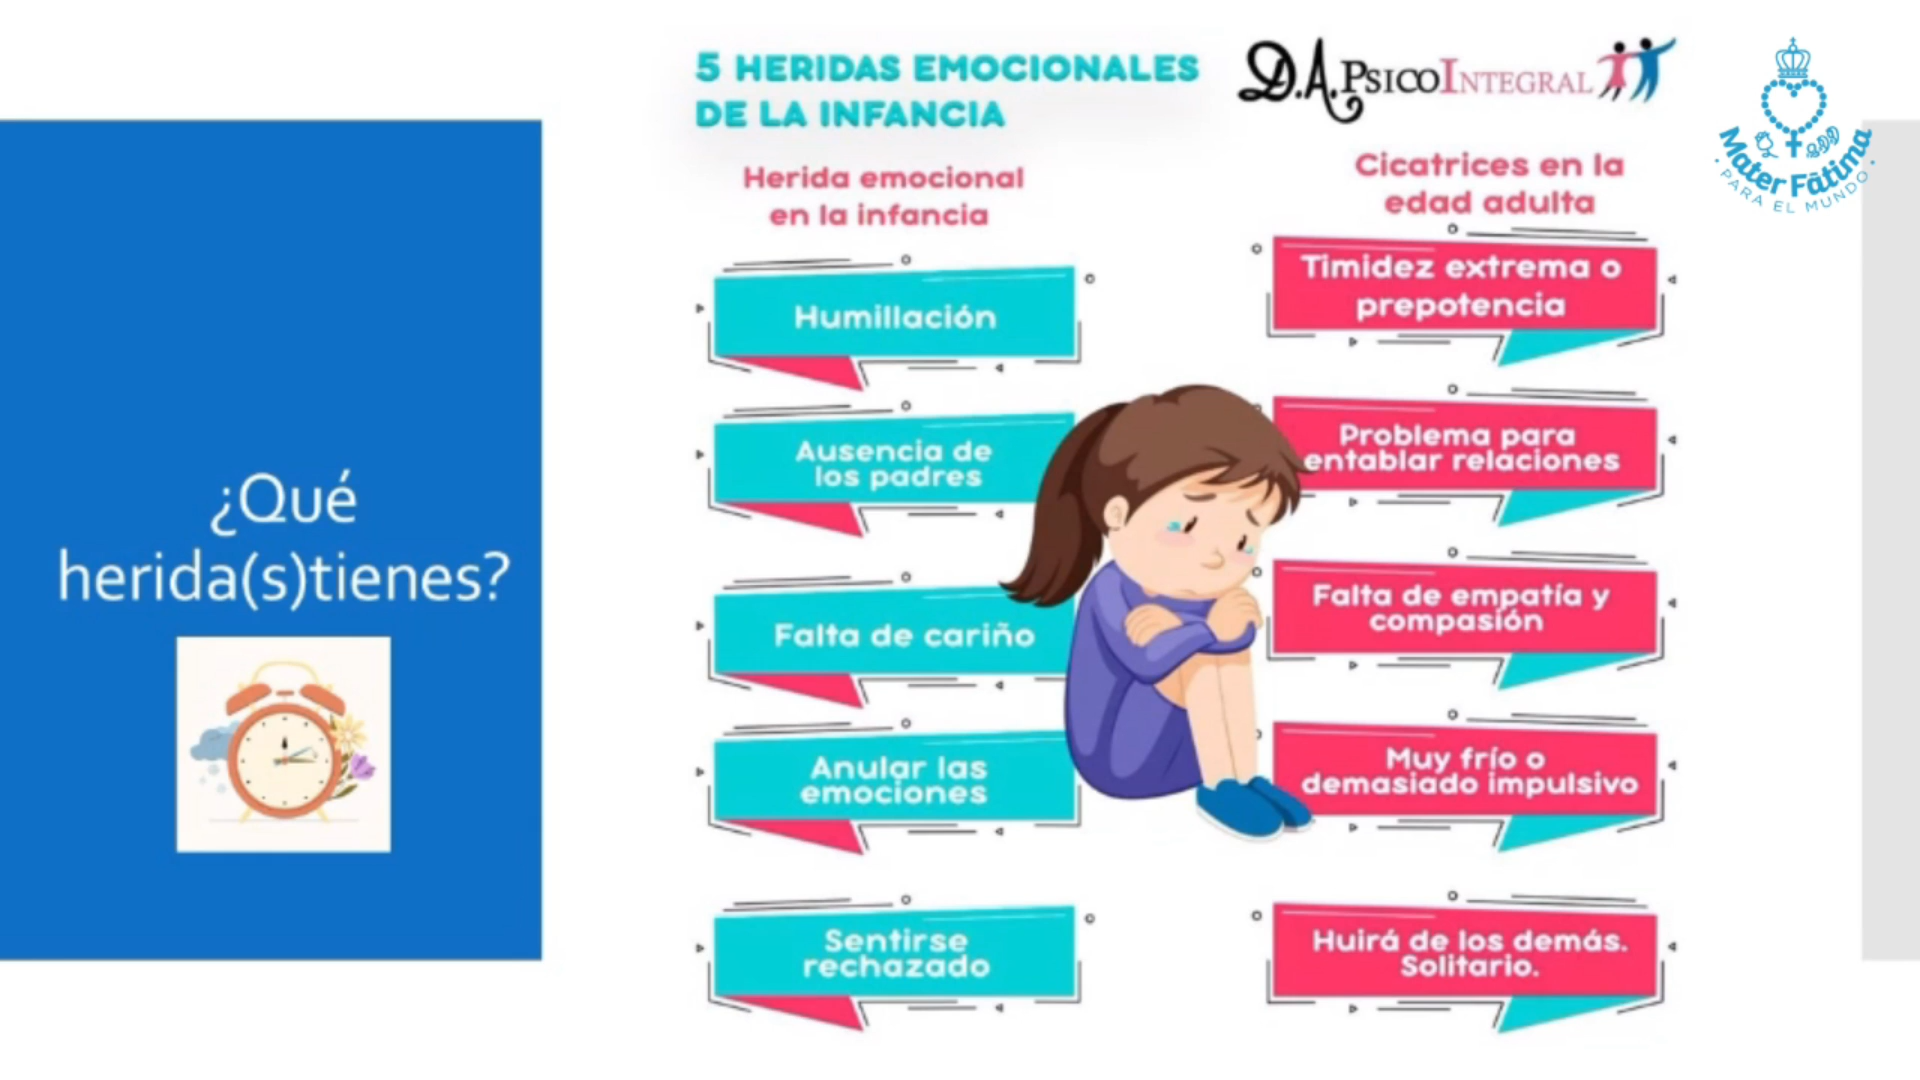 ¿Qué
herida(s)tienes?
5 HERIDAS EMOCIONALES
DE LA INFANCIA
D.A. PSICOINTEGRAL
Mater Fátima
PARA EL MUNDO
Herida emocional
en la infancia
Cicatrices en la
edad adulta
Humillación
Timidez extrema o
prepotencia
Ausencia de
los padres
Problema para
entablar relaciones
Falta de cariño
Falta de empatía y
compasión
Anular las
emociones
Muy frío o
demasiado impulsivo
Sentirse
rechazado
Huirá de los demás.
Solitario.